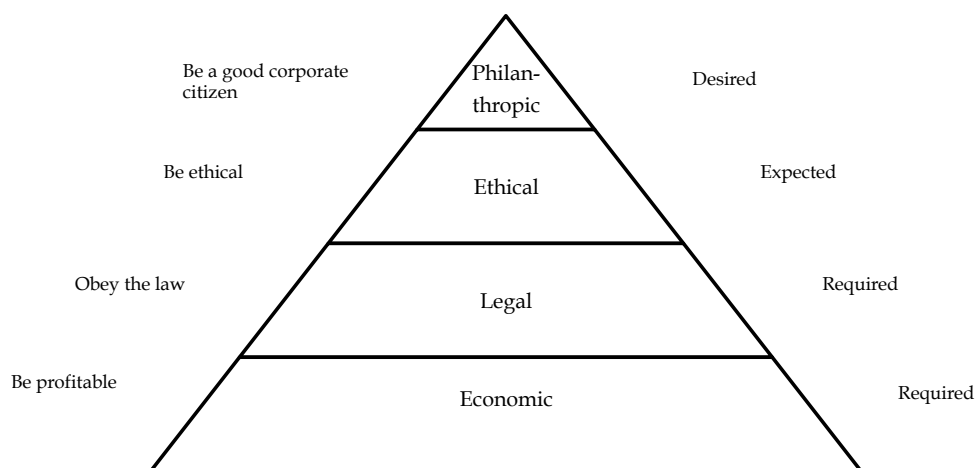 Be a good corporate
citizen
Philan-
thropic
Desired
Be ethical
Ethical
Expected
Obey the law
Legal
Required
Be profitable
Economic
Required